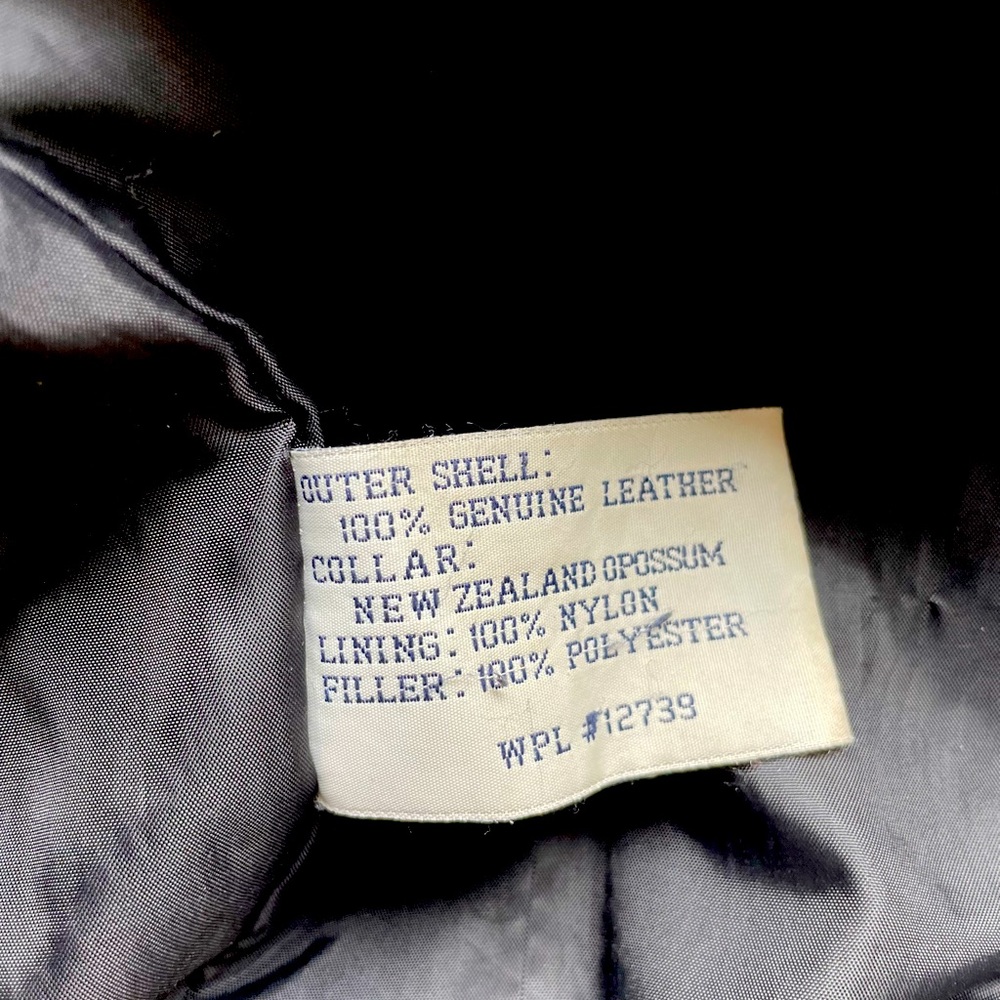 OUTER SHELL:
100% GENUINE LEATHER
COLLAR:
NEW ZEALAND OPOSSUM
LINING: 100% NYLON
FILLER: 100% POLYESTER
WPL #12739